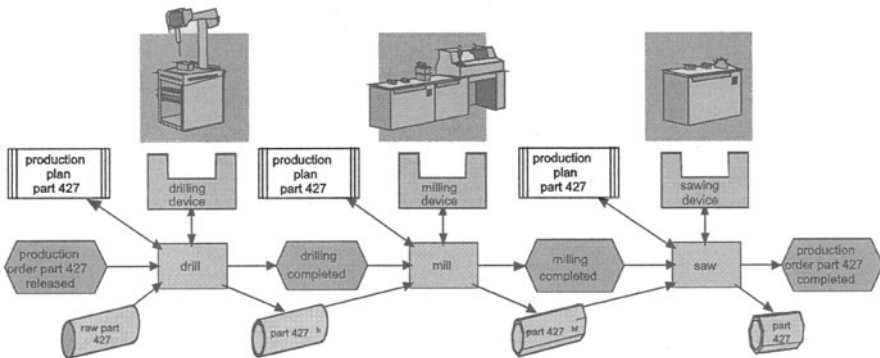 production
plan
part 427
drilling
device
production
plan
part 427
milling
device
production
plan
part 427
sawing
device
production
order part 427
released
drill
drilling
completed
mill
milling
completed
saw
production
order part 427
completed
raw part
427
part 427 b
part 427 M
part
427